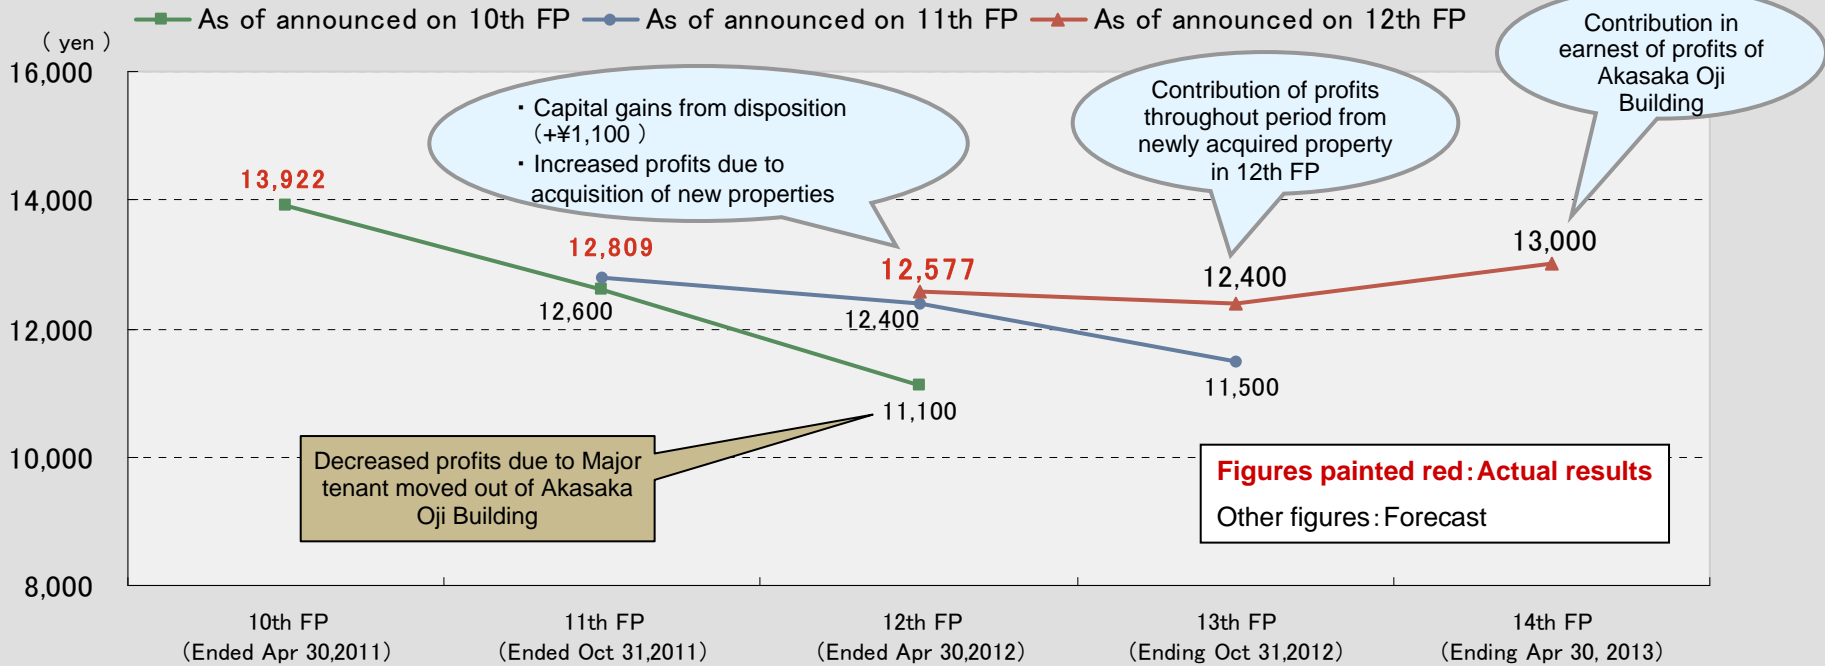 As of announced on 10th FP
As of announced on 11th FP
As of announced on 12th FP
( yen )
16,000
14,000
12,000
10,000
8,000
・ Capital gains from disposition
(+¥1,100 )
・ Increased profits due to
acquisition of new properties
Contribution of profits
throughout period from
newly acquired property
in 12th FP
Contribution in
earnest of profits of
Akasaka Oji
Building
13,922
12,809
12,600
12,577
12,400
11,100
12,400
11,500
13,000
Decreased profits due to Major
tenant moved out of Akasaka
Oji Building
Figures painted red:Actual results
Other figures:Forecast
10th FP
(Ended Apr 30,2011)
11th FP
(Ended Oct 31,2011)
12th FP
(Ended Apr 30,2012)
13th FP
(Ending Oct 31,2012)
14th FP
(Ending Apr 30, 2013)